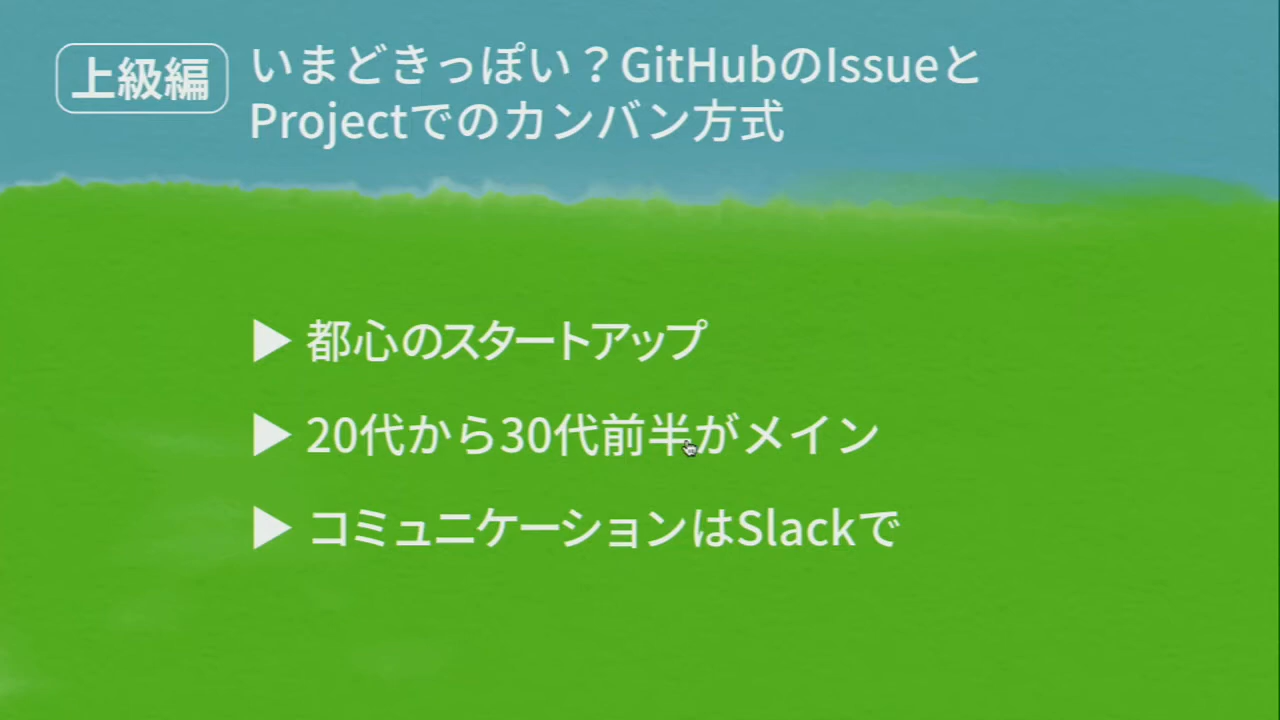 上級編
いまどきっぽい？GitHubのIssueと
Projectでのカンバン方式
▶ 都心のスタートアップ
▶ 20代から30代前半がメイン
▶ コミュニケーションはSlackで